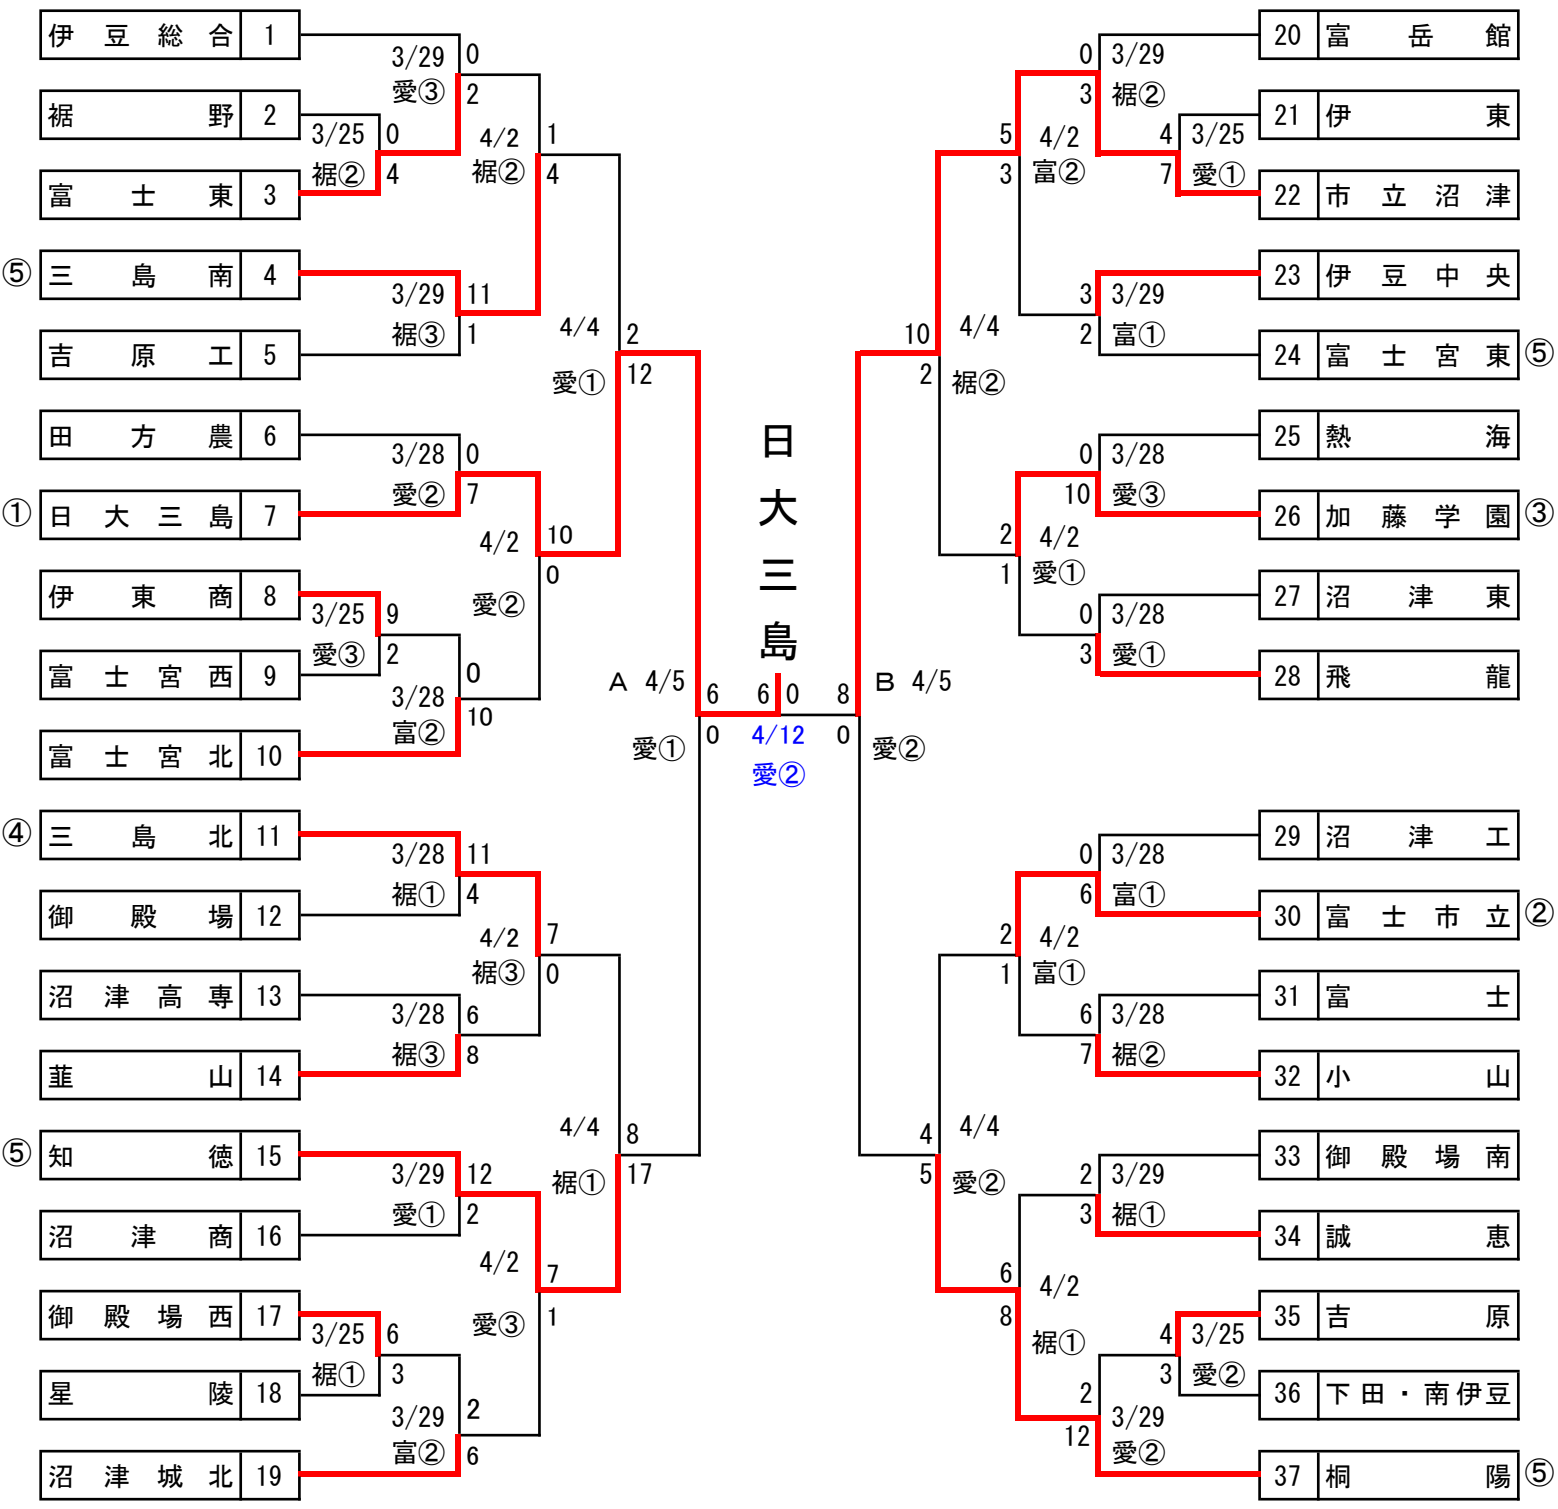 伊豆総合 1
3/29 0
愛③ 2
裾野 2
3/25 0
裾② 4
富士東 3
4/2 1
裾② 4
⑤ 三島南 4
3/29 11
裾③ 1
吉原工 5
4/4 2
愛① 12
田方農 6
3/28 0
愛② 7
① 日大三島 7
4/2 10
愛② 0
伊東商 8
3/25 9
愛③ 2
富士宮西 9
3/28 0
富② 10
富士宮北 10
A 4/5 6
愛① 0
④ 三島北 11
3/28 11
裾① 4
御殿場 12
4/2 7
裾③ 0
沼津高専 13
3/28 6
裾③ 8
韮山 14
4/4 8
裾① 17
⑤ 知徳 15
3/29 12
愛① 2
沼津商 16
4/2 7
愛③ 1
御殿場西 17
3/25 6
裾① 3
星陵 18
3/29 2
富② 6
沼津城北 19
日大三島
6 0
4/12
愛②
20 富岳館
0 3/29
3 裾②
21 伊東
4 3/25
7 愛①
22 市立沼津
5 4/2
3 富②
23 伊豆中央
3 3/29
2 富①
24 富士宮東 ⑤
10 4/4
2 裾②
25 熱海
0 3/28
10 愛③
26 加藤学園 ③
2 4/2
1 愛①
27 沼津東
0 3/28
3 愛①
28 飛龍
8 B 4/5
0 愛②
29 沼津工
0 3/28
6 富①
30 富士市立 ②
2 4/2
1 富①
31 富士
6 3/28
7 裾②
32 小山
4 4/4
5 愛②
33 御殿場南
2 3/29
3 裾①
34 誠恵
6 4/2
8 裾①
35 吉原
4 3/25
3 愛②
36 下田・南伊豆
2 3/29
12 愛②
37 桐陽 ⑤